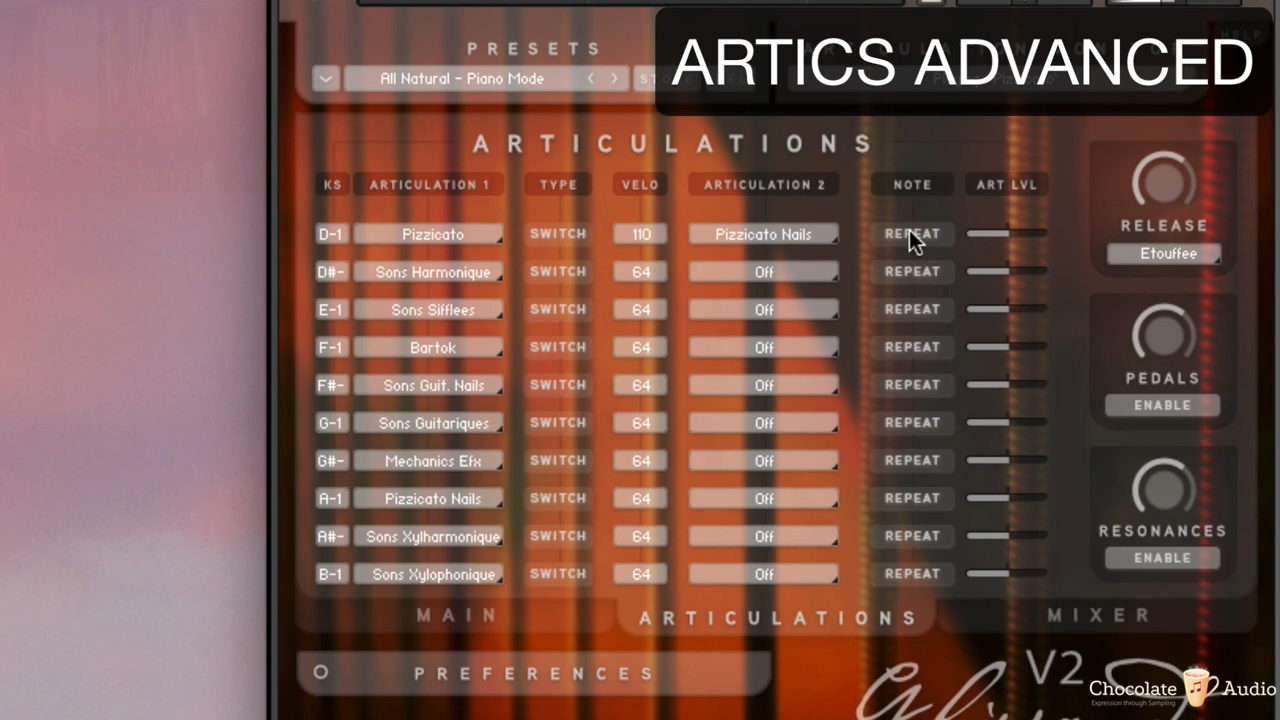 PRESETS
ARTICS ADVANCED
All Natural - Piano Mode < >
ARTICULATIONS
KS ARTICULATION 1 TYPE VELO ARTICULATION 2 NOTE ART LVL
D-1 Pizzicato SWITCH 110 Pizzicato Nails REPEAT
D#- Sons Harmonique SWITCH 64 Off REPEAT
E-1 Sons Sifflees SWITCH 64 Off REPEAT
F-1 Bartok SWITCH 64 Off REPEAT
F#- Sons Guit. Nails SWITCH 64 Off REPEAT
G-1 Sons Guitariques SWITCH 64 Off REPEAT
G#- Mechanics Efx SWITCH 64 Off REPEAT
A-1 Pizzicato Nails SWITCH 64 Off REPEAT
A#- Sons Xylharmonique SWITCH 64 Off REPEAT
B-1 Sons Xylophonique SWITCH 64 Off REPEAT
RELEASE
Etouffee
PEDALS
ENABLE
RESONANCES
ENABLE
MAIN ARTICULATIONS MIXER
PREFERENCES
V2
Chocolate Audio
Expression through Sampling